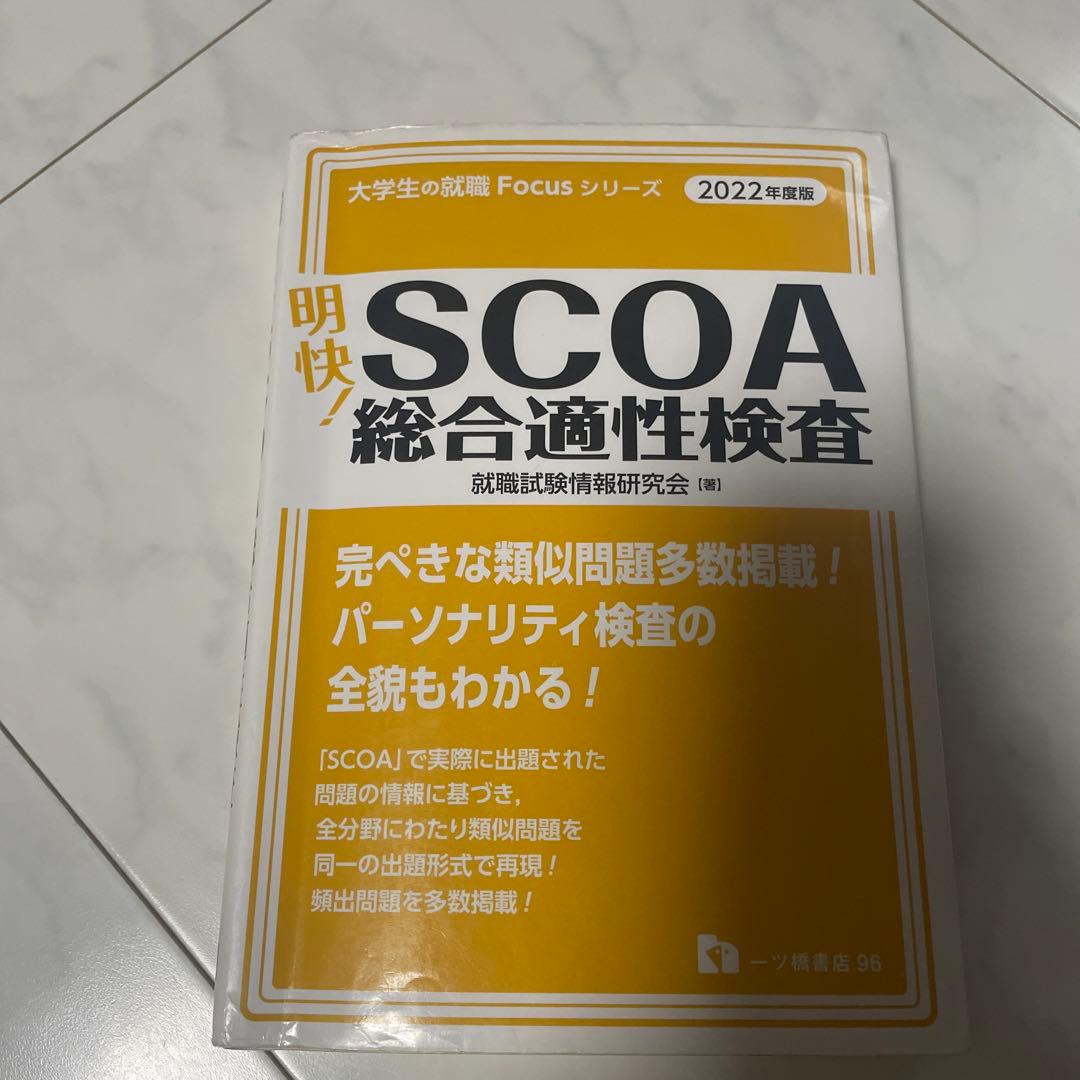 大学生の就職 Focus シリーズ 2022年度版
明快!
SCOA
総合適性検査
就職試験情報研究会【著】
完ぺきな類似問題多数掲載!
パーソナリティ検査の
全貌もわかる!
「SCOA」で実際に出題された
問題の情報に基づき,
全分野にわたり類似問題を
同一の出題形式で再現!
頻出問題を多数掲載!
一ツ橋書店 96